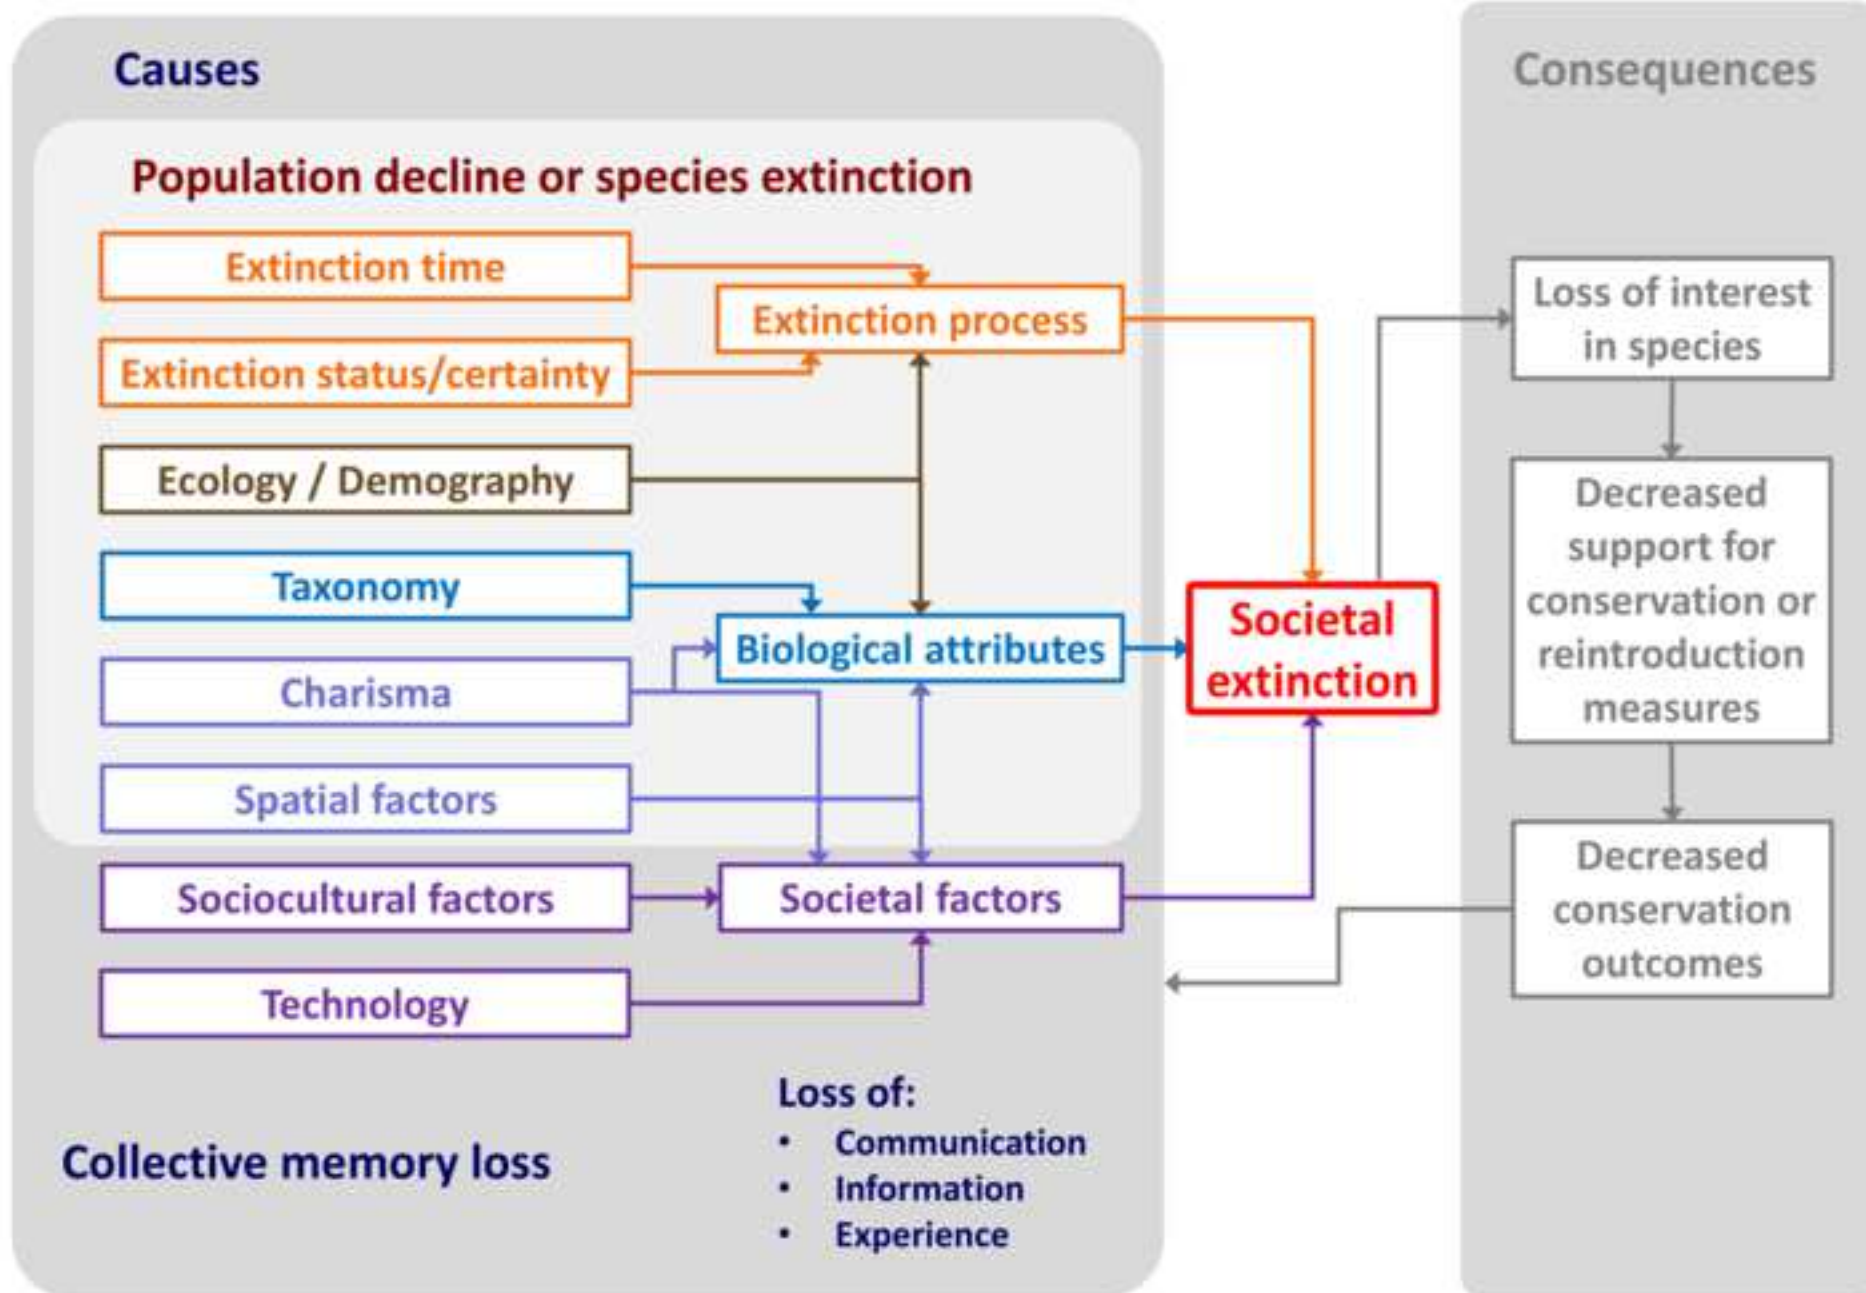 Causes
Population decline or species extinction
Extinction time
Extinction process
Extinction status/certainty
Ecology / Demography
Taxonomy
Biological attributes
Charisma
Spatial factors
Sociocultural factors
Societal factors
Technology
Collective memory loss
Loss of:
• Communication
• Information
• Experience
Societal
extinction
Consequences
Loss of interest
in species
Decreased
support for
conservation or
reintroduction
measures
Decreased
conservation
outcomes